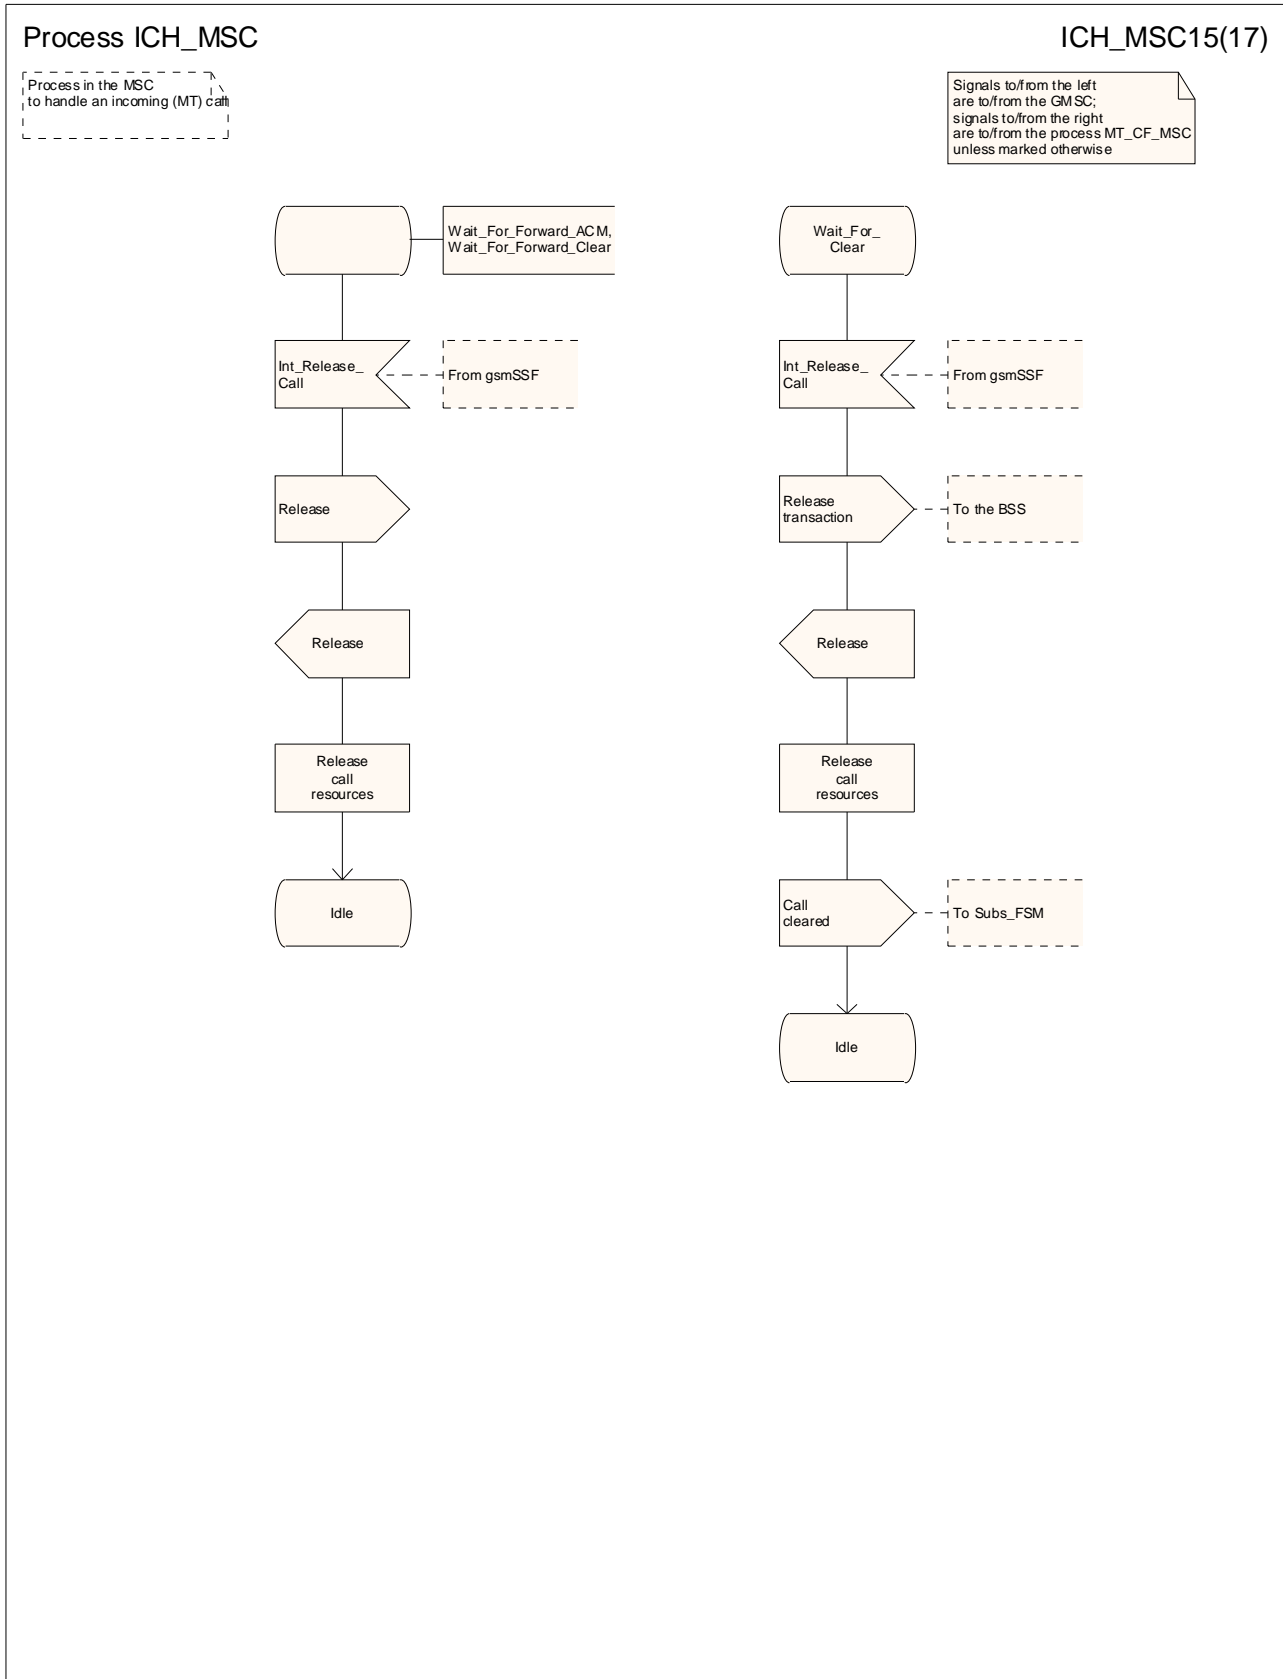 Process ICH_MSC
ICH_MSC15(17)
Process in the MSC
to handle an incoming (MT) call
Signals to/from the left
are to/from the GMSC;
signals to/from the right
are to/from the process MT_CF_MSC
unless marked otherwise
Wait_For_Forward_ACM,
Wait_For_Forward_Clear
Int_Release_
Call
From gsmSSF
Release
Release
Release
call
resources
Idle
Wait_For_
Clear
Int_Release_
Call
From gsmSSF
Release
transaction
To the BSS
Release
Release
call
resources
Call
cleared
To Subs_FSM
Idle